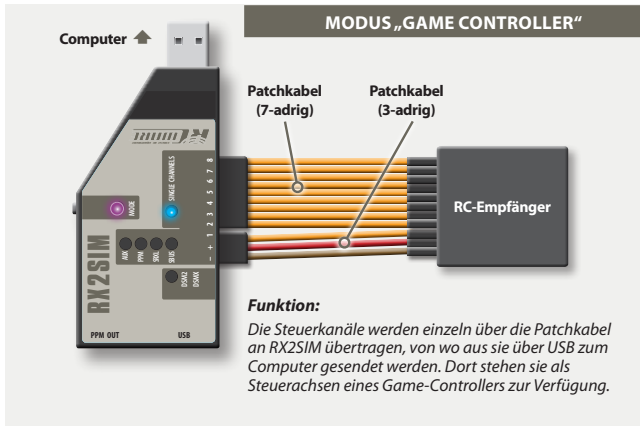 MODUS „GAME CONTROLLER“
Computer
Patchkabel
(7-adrig)
Patchkabel
(3-adrig)
SINGLE CHANNELS
8
7
6
5
4
3
2
1
+
–
MODE
AUX
PPM
SRXL
SBUS
DSM2
DSMX
RX2SIM
PPM OUT
USB
RC-Empfänger
Funktion:
Die Steuerkanäle werden einzeln über die Patchkabel
an RX2SIM übertragen, von wo aus sie über USB zum
Computer gesendet werden. Dort stehen sie als
Steuerachsen eines Game-Controllers zur Verfügung.